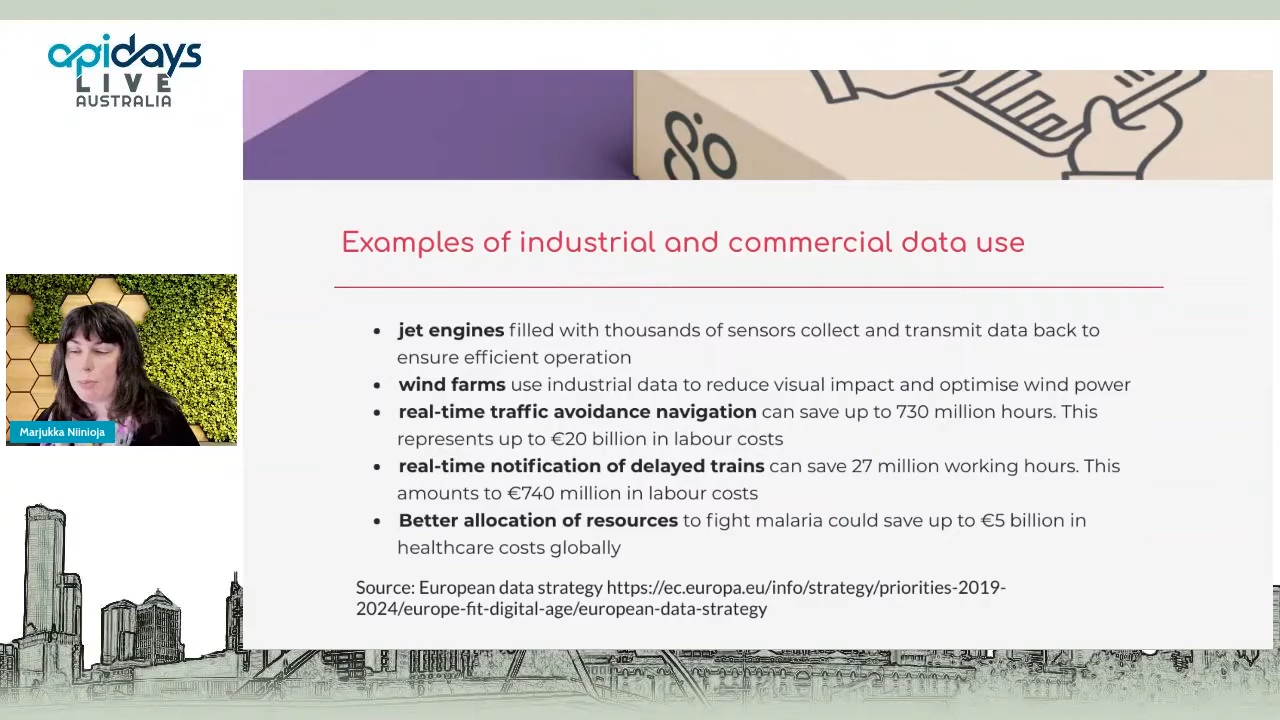 apidays
LIVE
AUSTRALIA
Examples of industrial and commercial data use
• jet engines filled with thousands of sensors collect and transmit data back to
ensure efficient operation
• wind farms use industrial data to reduce visual impact and optimise wind power
• real-time traffic avoidance navigation can save up to 730 million hours. This
represents up to €20 billion in labour costs
• real-time notification of delayed trains can save 27 million working hours. This
amounts to €740 million in labour costs
• Better allocation of resources to fight malaria could save up to €5 billion in
healthcare costs globally
Source: European data strategy https://ec.europa.eu/info/strategy/priorities-2019-
2024/europe-fit-digital-age/european-data-strategy
Marjukka Niinioja